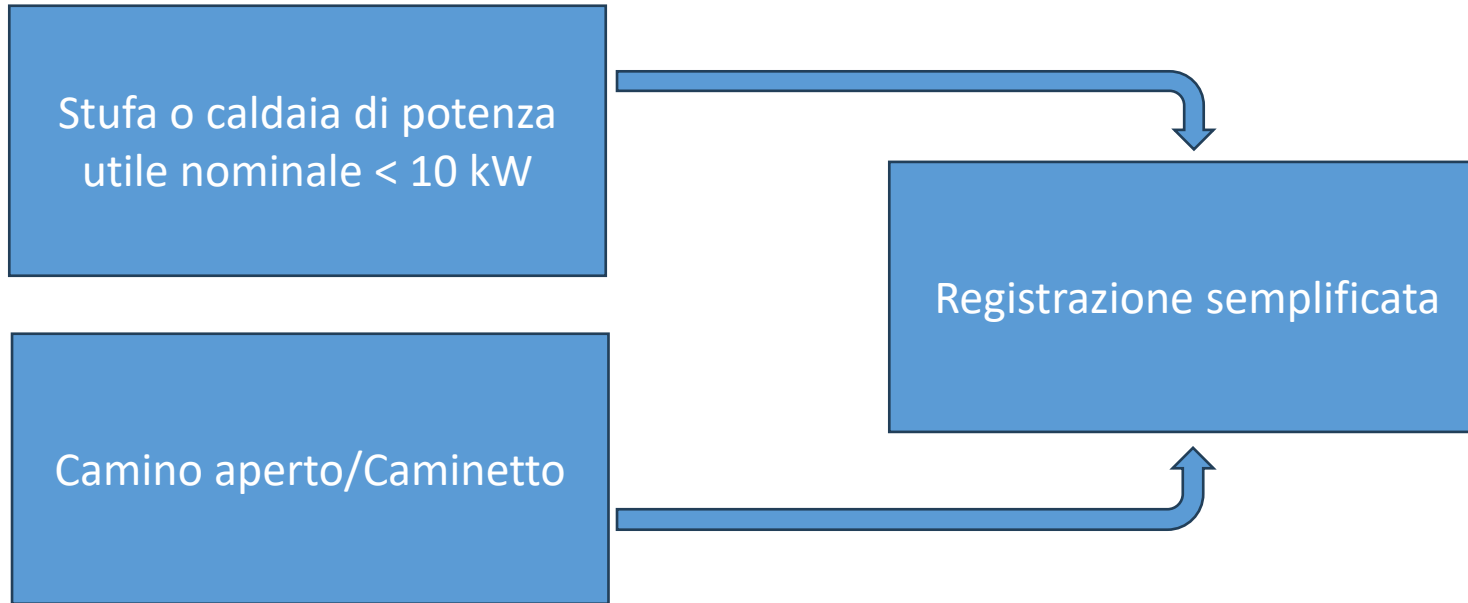 Stufa o caldaia di potenza
utile nominale < 10 kW
Registrazione semplificata
Camino aperto/Caminetto